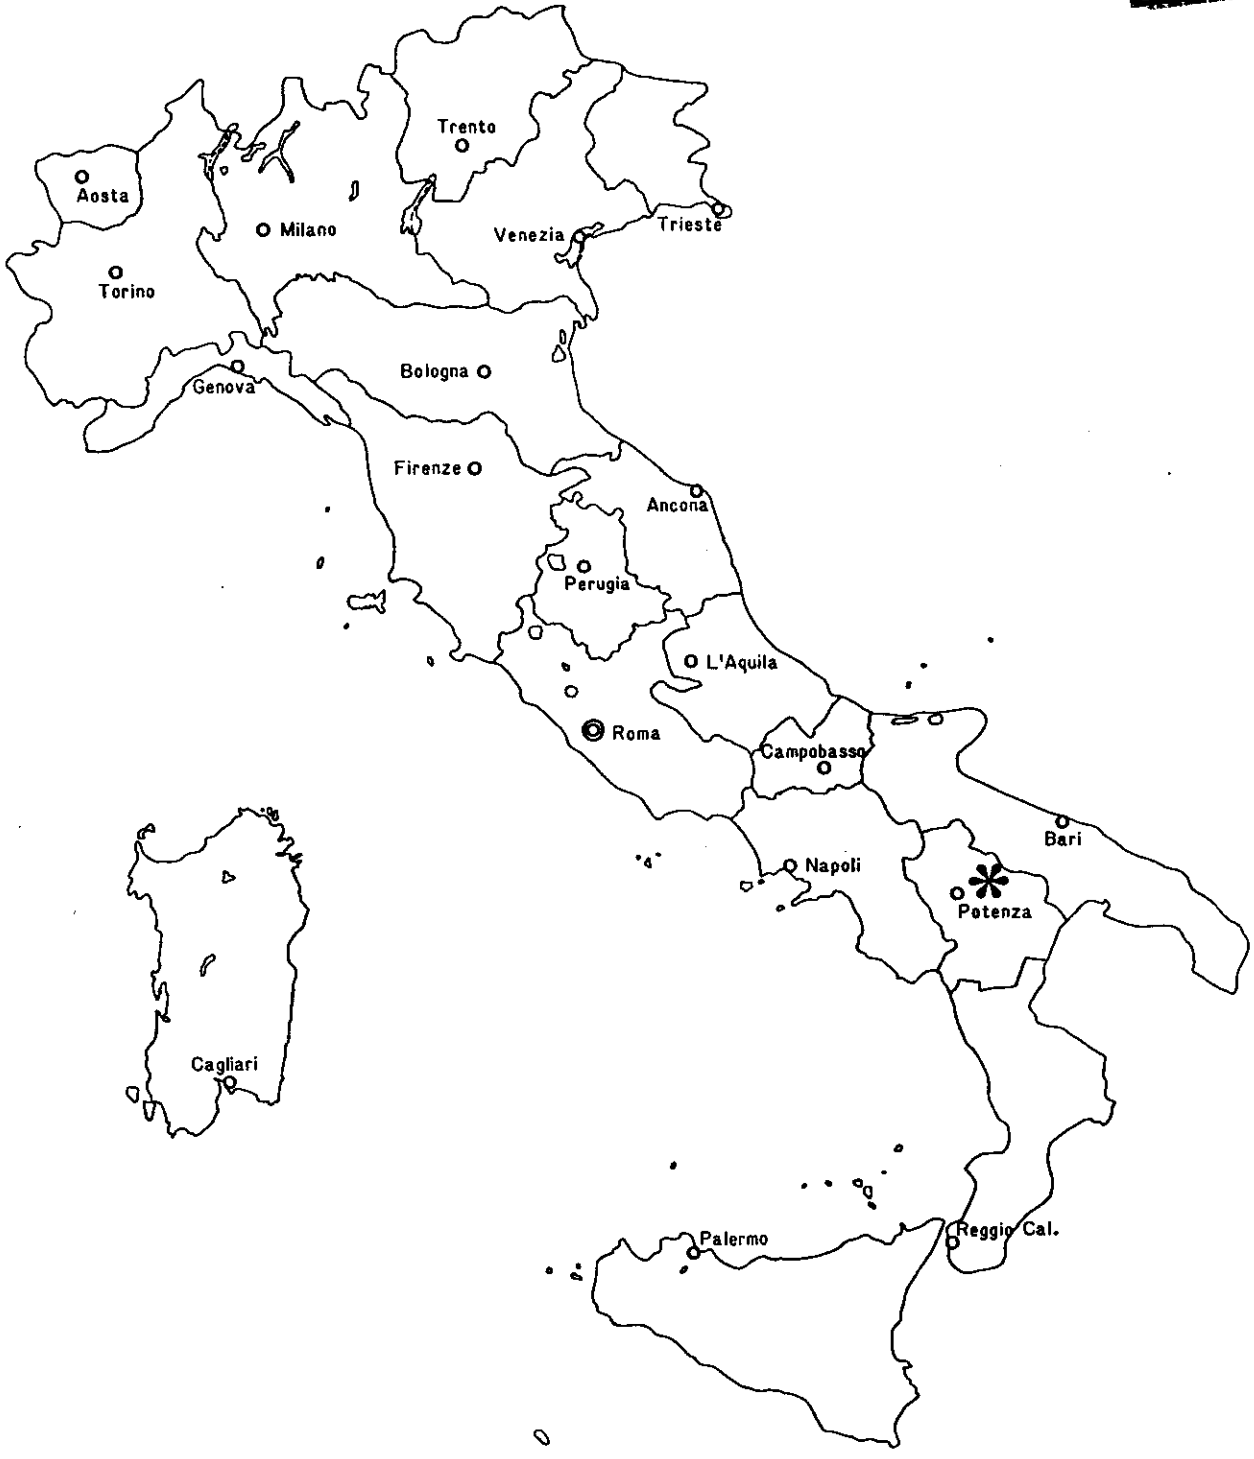 Trento
Aosta
Milano
Venezia
Trieste
Torino
Bologna
Genova
Firenze
Ancona
Perugia
L'Aquila
Roma
Campobasso
Bari
Napoli
Potenza
Cagliari
Reggio Cal.
Palermo